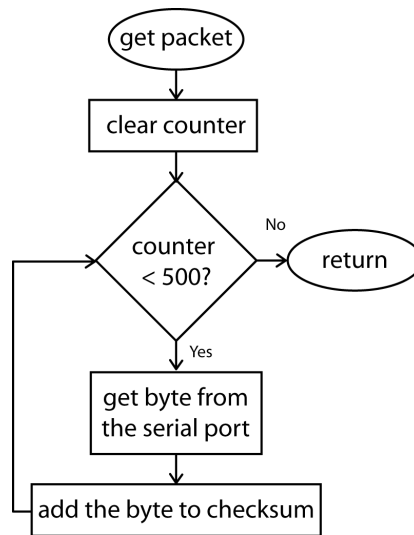 get packet
clear counter
counter
< 500?
No
return
Yes
get byte from
the serial port
add the byte to checksum